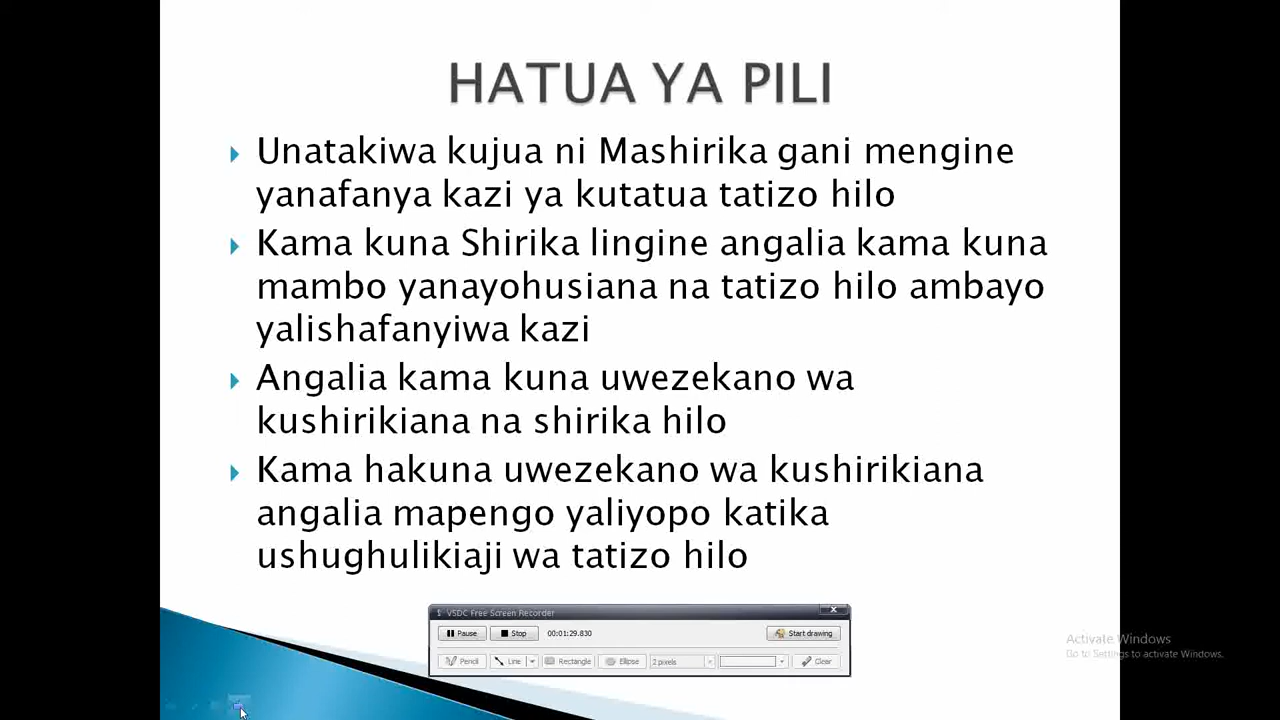 HATUA YA PILI
Unatakiwa kujua ni Mashirika gani mengine
yanafanya kazi ya kutatua tatizo hilo
Kama kuna Shirika lingine angalia kama kuna
mambo yanayohusiana na tatizo hilo ambayo
yalishafanyiwa kazi
Angalia kama kuna uwezekano wa
kushirikiana na shirika hilo
Kama hakuna uwezekano wa kushirikiana
angalia mapengo yaliyopo katika
ushughulikiaji wa tatizo hilo
VSDC Free Screen Recorder
Pause Stop 00:01:29.830 Start drawing
Pencil Line Rectangle Ellipse 2 pixels Clear
Activate Windows
Go to Settings to activate Windows.